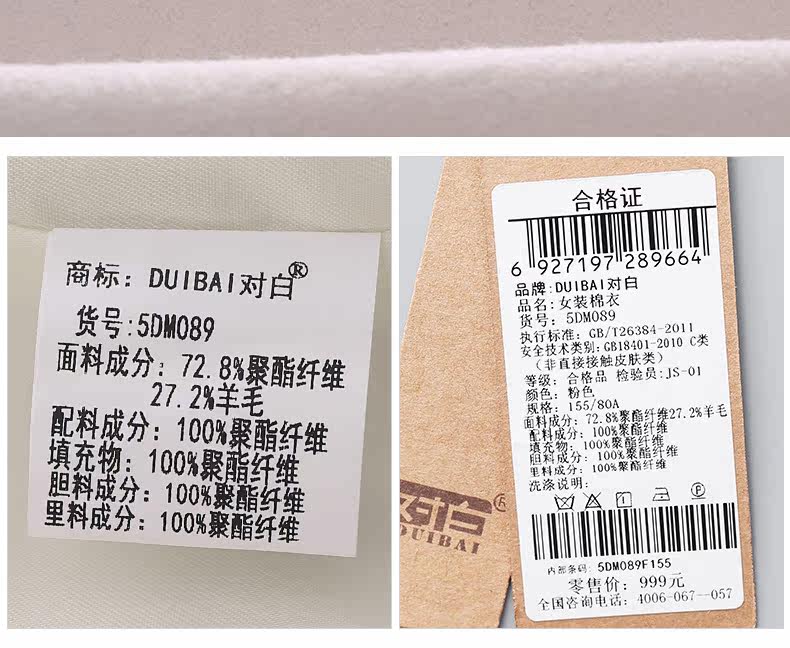 商标：DUIBAI对白®
货号:5DM089
面料成分：72.8%聚酯纤维
27.2%羊毛
配料成分：100%聚酯纤维
填充物：100%聚酯纤维
胆料成分：100%聚酯纤维
里料成分：100%聚酯纤维
合格证
6 927197 289664
品牌:DUIBAI对白
品名:女装棉衣
货号：5DM089
执行标准：GB/T26384-2011
安全技术类别:GB18401-2010 C类
（非直接接触皮肤类）
等级：合格品 检验员:JS-01
颜色：粉色
规格：155/80A
面料成分：72.8%聚酯纤维27.2%羊毛
配料成分：100%聚酯纤维
填充物：100%聚酯纤维
胆料成分：100%聚酯纤维
里料成分：100%聚酯纤维
洗涤说明:
内部条码：5DM089F155
零售价：999元
全国咨询电话：4006-067--057
对白®
DUIBAI